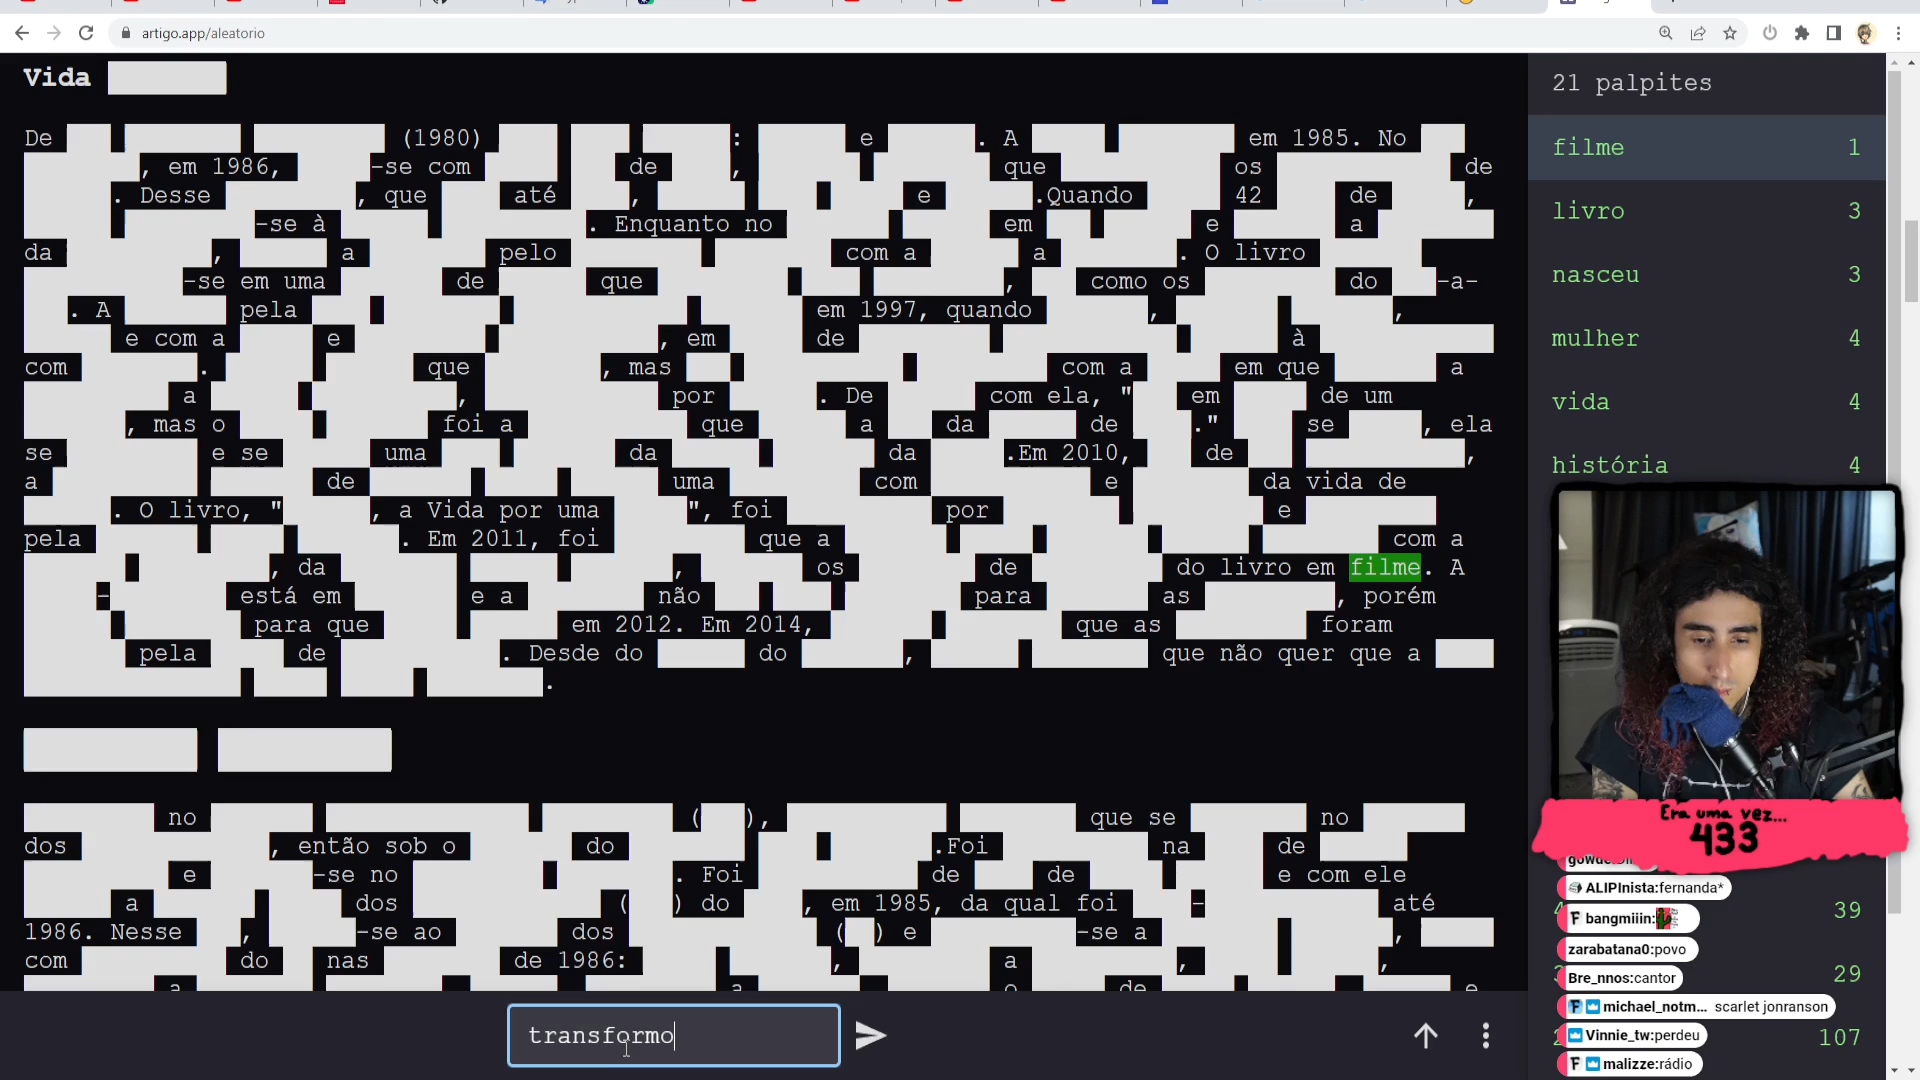 artigo.app/aleatorio
Vida
De (1980) : e . A em 1985. No
, em 1986, -se com de , que os de
. Desse , que até , e .Quando 42 de ,
-se à . Enquanto no em e a
da , a pelo com a a . O livro
-se em uma de que , como os do -a-
. A pela em 1997, quando , ,
e com a e , em de à
com . que , mas com a em que a
a , por . De com ela, " em de um
, mas o foi a que a da de ." se , ela
se e se uma da da .Em 2010, de ,
a de uma com e da vida de
. O livro, " , a Vida por uma ", foi por e
pela . Em 2011, foi que a com a
, da , os de do livro em filme. A
- está em e a não para as , porém
para que em 2012. Em 2014, que as foram
pela de . Desde do do , que não quer que a
.
no ( ), que se no
dos , então sob o do .Foi na de
e -se no . Foi de de e com ele
a dos ( ) do , em 1985, da qual foi - até
1986. Nesse , -se ao dos ( ) e -se a ,
com do nas de 1986: , a , ,
a a o de e
transformo
21 palpites
filme 1
livro 3
nasceu 3
mulher 4
vida 4
história 4
39
29
107
Era uma vez...
433
ALIPInista:fernanda*
bangmiiin:
zarabatana0:povo
Bre_nnos:cantor
michael_notm... scarlet jonranson
Vinnie_tw:perdeu
malizze:rádio